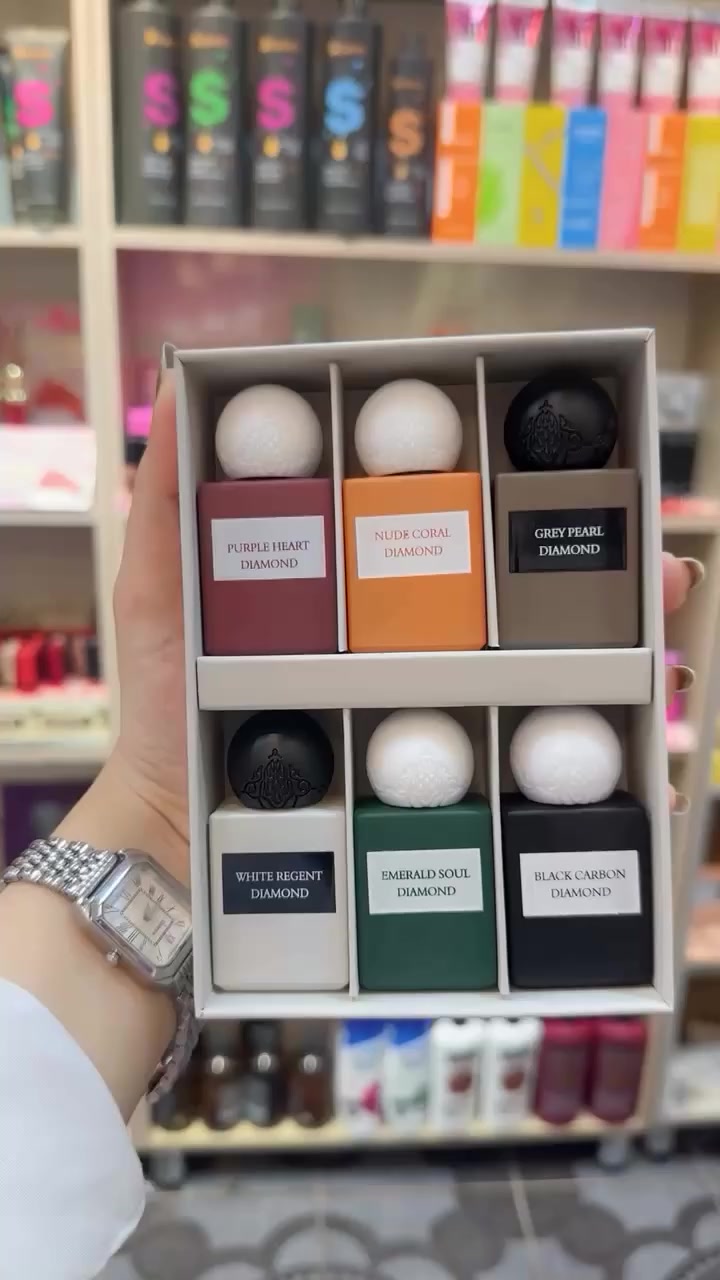 PURPLE HEART
DIAMOND
NUDE CORAL
DIAMOND
GREY PEARL
DIAMOND
WHITE REGENT
DIAMOND
EMERALD SOUL
DIAMOND
BLACK CARBON
DIAMOND
S
S
S
S
S
S